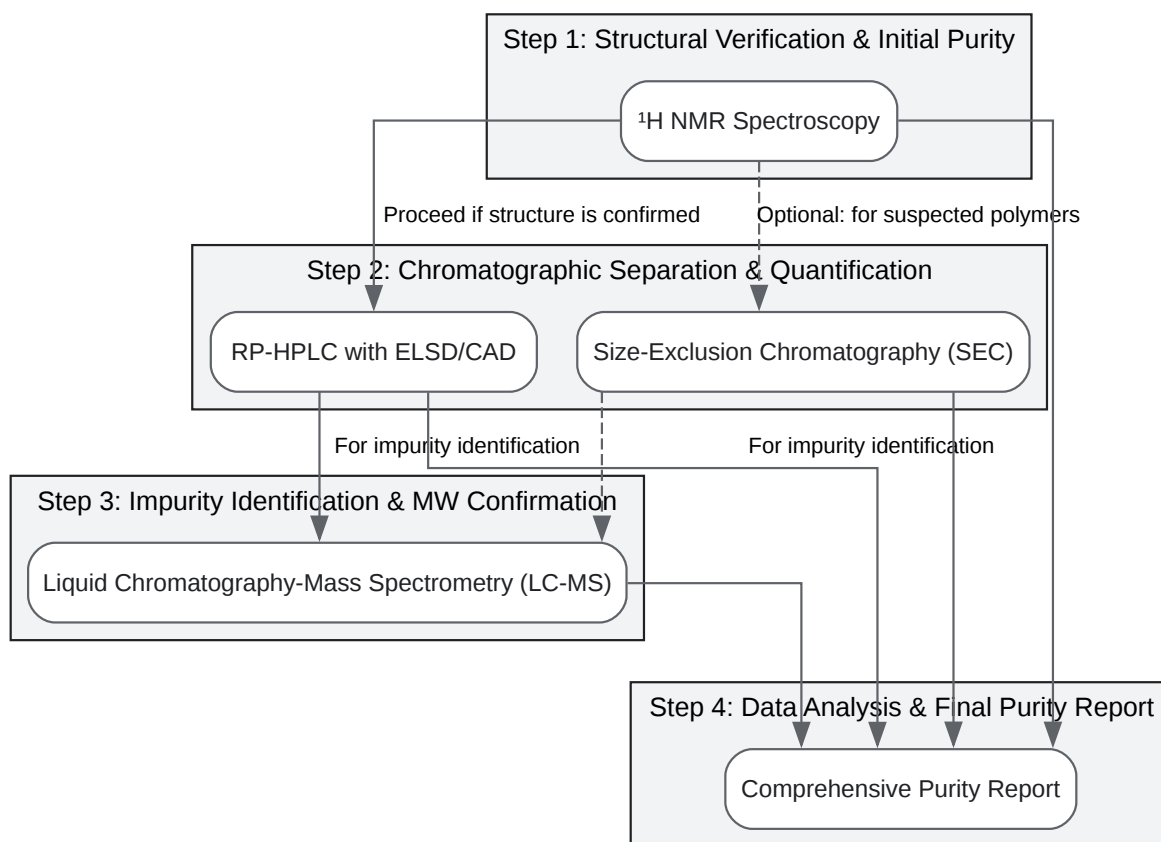 Step 1: Structural Verification & Initial Purity
¹H NMR Spectroscopy
Proceed if structure is confirmed
Optional: for suspected polymers
Step 2: Chromatographic Separation & Quantification
RP-HPLC with ELSD/CAD
Size-Exclusion Chromatography (SEC)
For impurity identification
For impurity identification
Step 3: Impurity Identification & MW Confirmation
Liquid Chromatography-Mass Spectrometry (LC-MS)
Step 4: Data Analysis & Final Purity Report
Comprehensive Purity Report